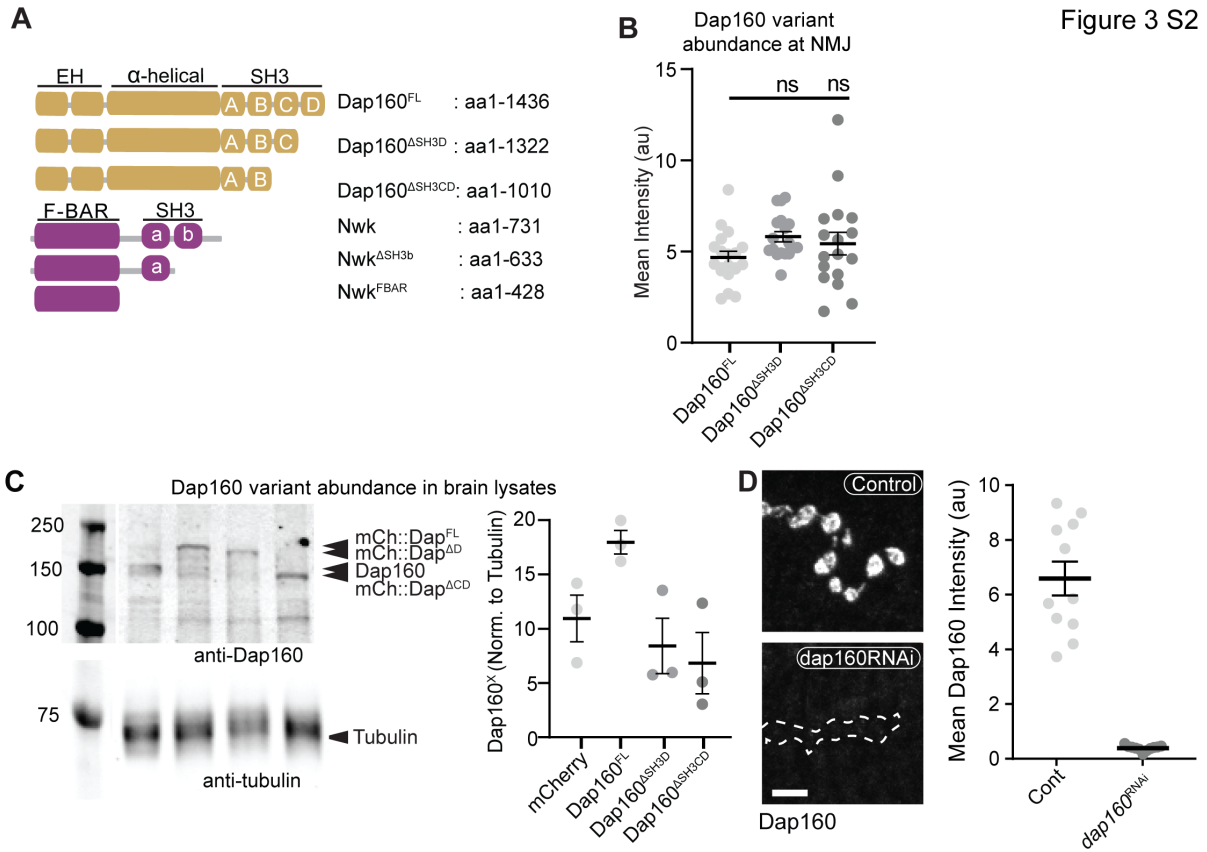 Figure 3 S2
A
EH α-helical SH3
A B C D
Dap160FL : aa1-1436
A B C
Dap160ΔSH3D : aa1-1322
A B
Dap160ΔSH3CD: aa1-1010
F-BAR SH3
a b
Nwk : aa1-731
a
NwkΔSH3b : aa1-633
NwkFBAR : aa1-428
B
Dap160 variant
abundance at NMJ
ns ns
Mean Intensity (au)
15
10
5
0
Dap160FL
Dap160ΔSH3D
Dap160ΔSH3CD
C
Dap160 variant abundance in brain lysates
250
150
100
mCh::DapFL
mCh::DapΔD
Dap160
mCh::DapΔCD
anti-Dap160
75
Tubulin
anti-tubulin
Dap160X (Norm. to Tubulin)
20
15
10
5
0
mCherry
Dap160FL
Dap160ΔSH3D
Dap160ΔSH3CD
D
Control
dap160RNAi
Dap160
Mean Dap160 Intensity (au)
10
8
6
4
2
0
Cont
dap160RNAi